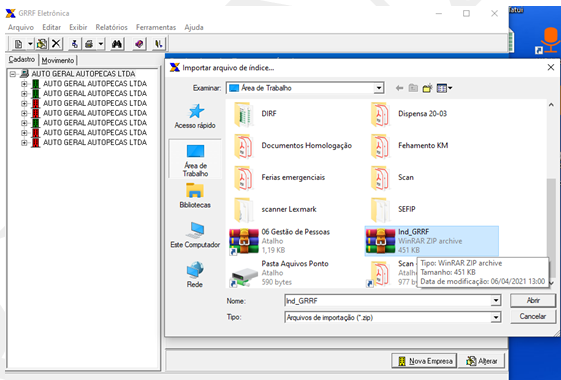 GRRF Eletrônica
Arquivo Editar Exibir Relatórios Ferramentas Ajuda
Cadastro Movimento
AUTO GERAL AUTOPECAS LTDA
AUTO GERAL AUTOPECAS LTDA
AUTO GERAL AUTOPECAS LTDA
AUTO GERAL AUTOPECAS LTDA
AUTO GERAL AUTOPECAS LTDA
AUTO GERAL AUTOPECAS LTDA
AUTO GERAL AUTOPECAS LTDA
Importar arquivo de índice...
Examinar: Área de Trabalho
Acesso rápido
Área de
Trabalho
Bibliotecas
Este Computador
Rede
DIRF
Dispensa 20-03
Documentos Homologação
Fehamento KM
Ferias emergenciais
Scan
scanner Lexmark
SEFIP
06 Gestão de Pessoas
Atalho
1,19 KB
Ind_GRRF
WinRAR ZIP archive
451 KB
Pasta Aquivos Ponto
Atalho
590 bytes
Scan
Atalh
977 b
Tipo: WinRAR ZIP archive
Tamanho: 451 KB
Data de modificação: 06/04/2021 13:00
Nome: Ind_GRRF
Abrir
Tipo: Arquivos de importação (*.zip)
Cancelar
Nova Empresa
Alterar